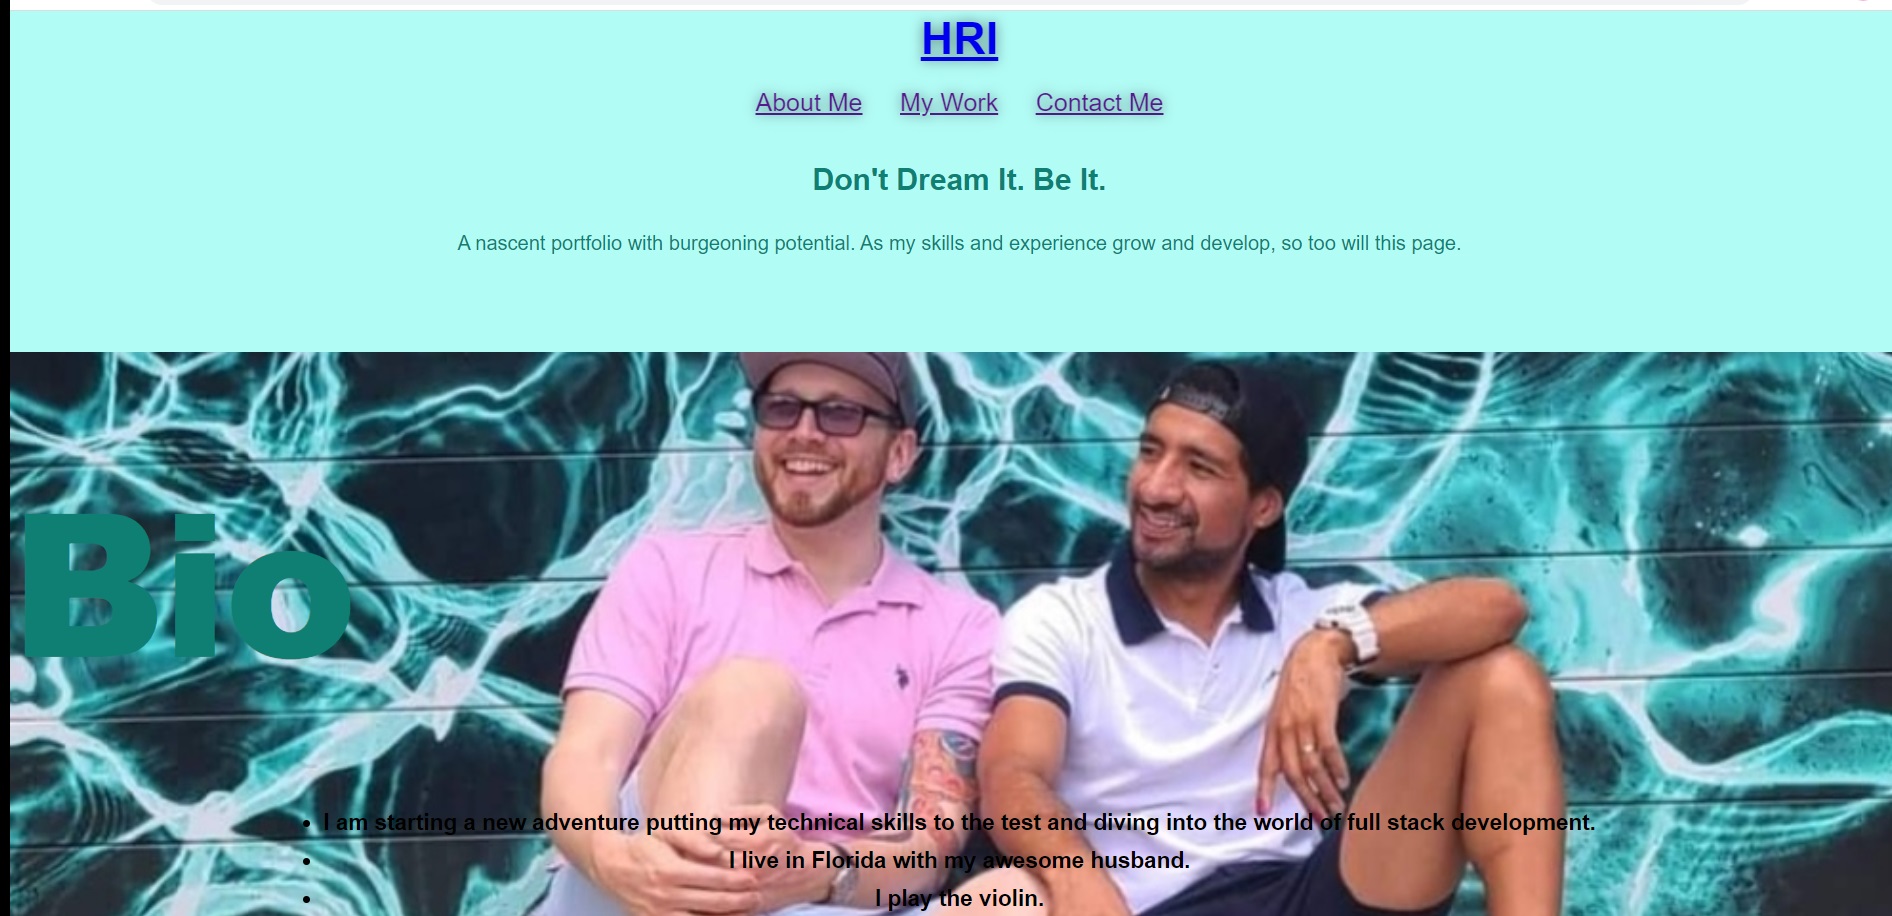 HRI
About Me My Work Contact Me
Don't Dream It. Be It.
A nascent portfolio with burgeoning potential. As my skills and experience grow and develop, so too will this page.
Bio
• I am starting a new adventure putting my technical skills to the test and diving into the world of full stack development.
• I live in Florida with my awesome husband.
• I play the violin.